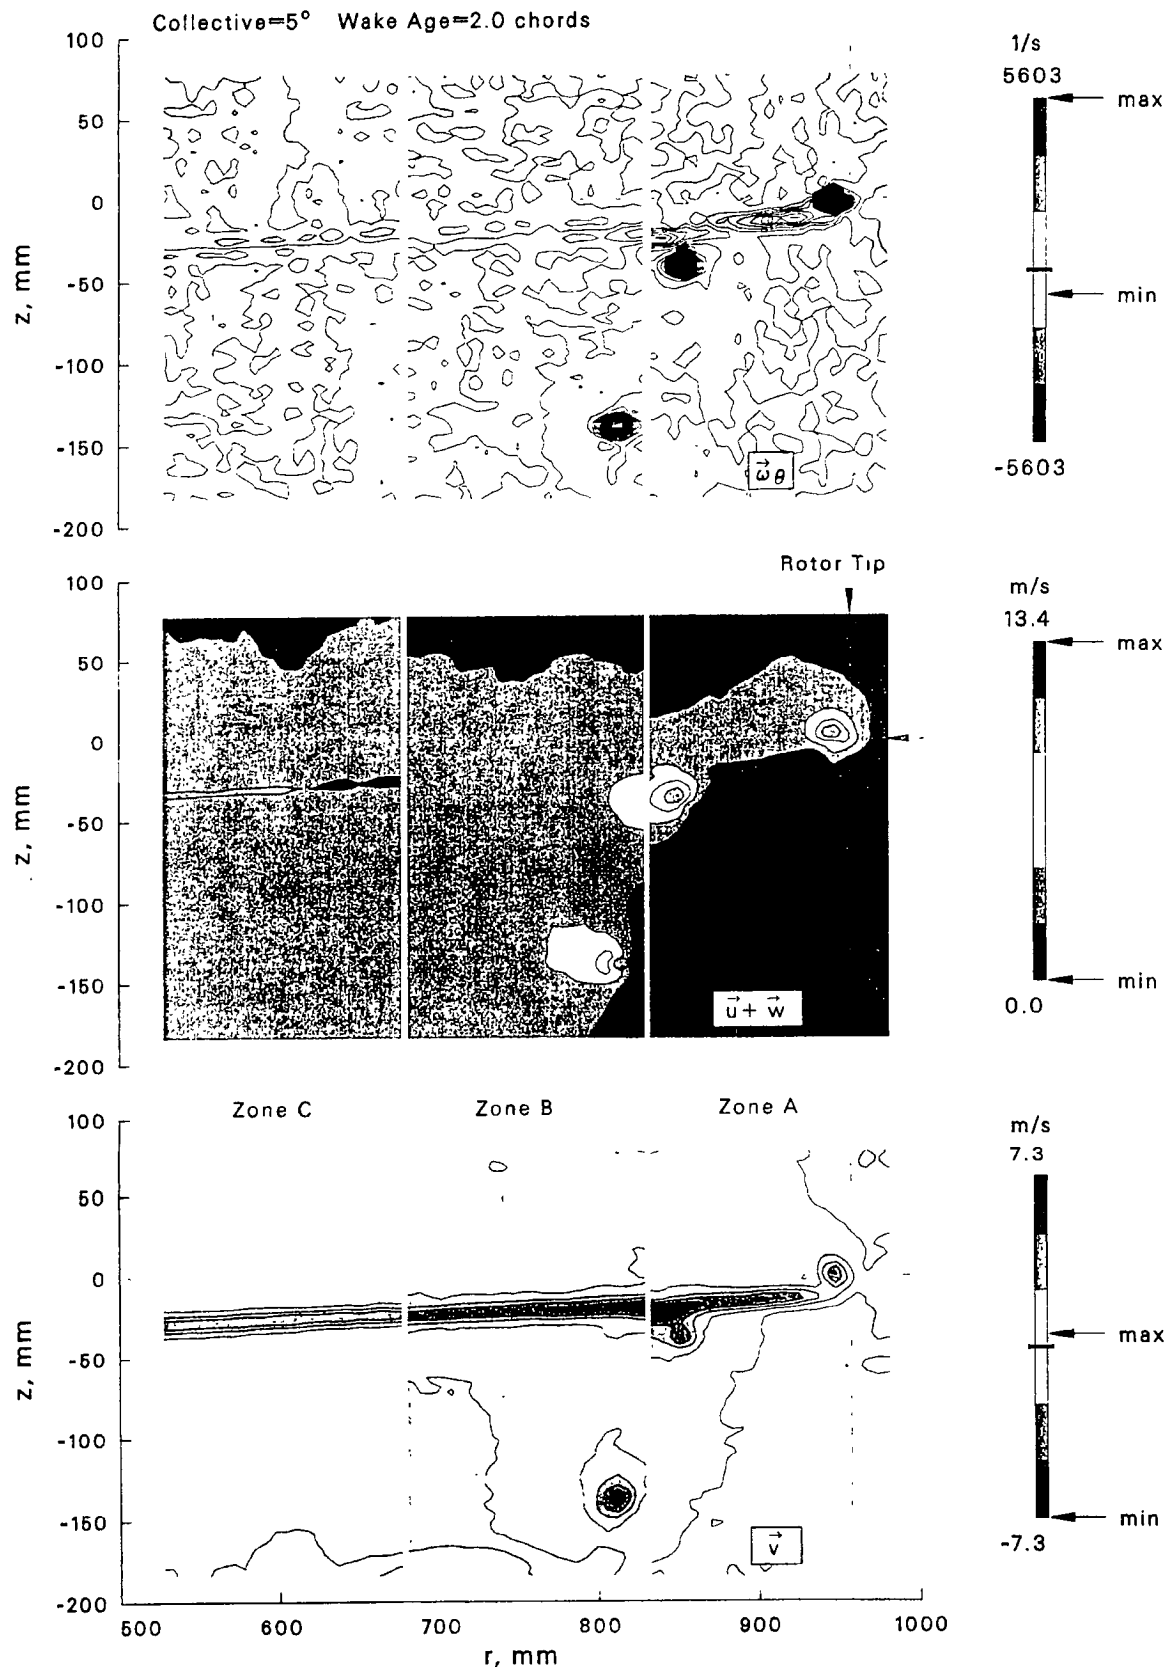 Collective=5° Wake Age=2.0 chords
100
50
0
-50
-100
-150
-200
z, mm
1/s
5603
max
min
-5603
ω θ
Rotor Tip
100
50
0
-50
-100
-150
-200
z, mm
m/s
13.4
max
min
0.0
u + w
Zone C Zone B Zone A
100
50
0
-50
-100
-150
-200
z, mm
m/s
7.3
max
min
-7.3
v
500 600 700 800 900 1000
r, mm